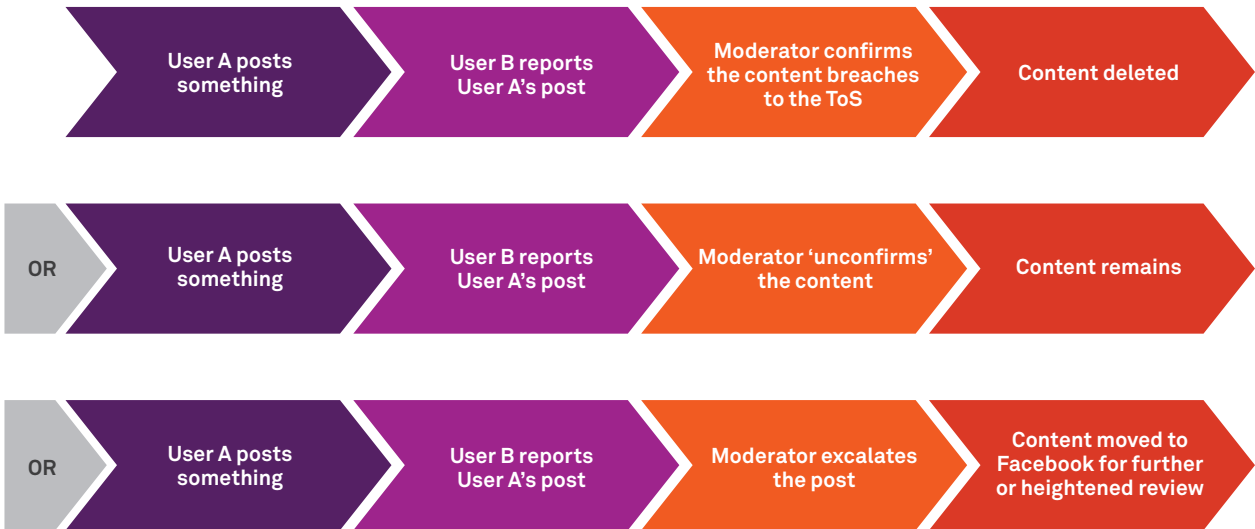 User A posts
something
User B reports
User A’s post
Moderator confirms
the content breaches
to the ToS
Content deleted
OR
User A posts
something
User B reports
User A’s post
Moderator ‘unconfirms’
the content
Content remains
OR
User A posts
something
User B reports
User A’s post
Moderator excalates
the post
Content moved to
Facebook for further
or heightened review